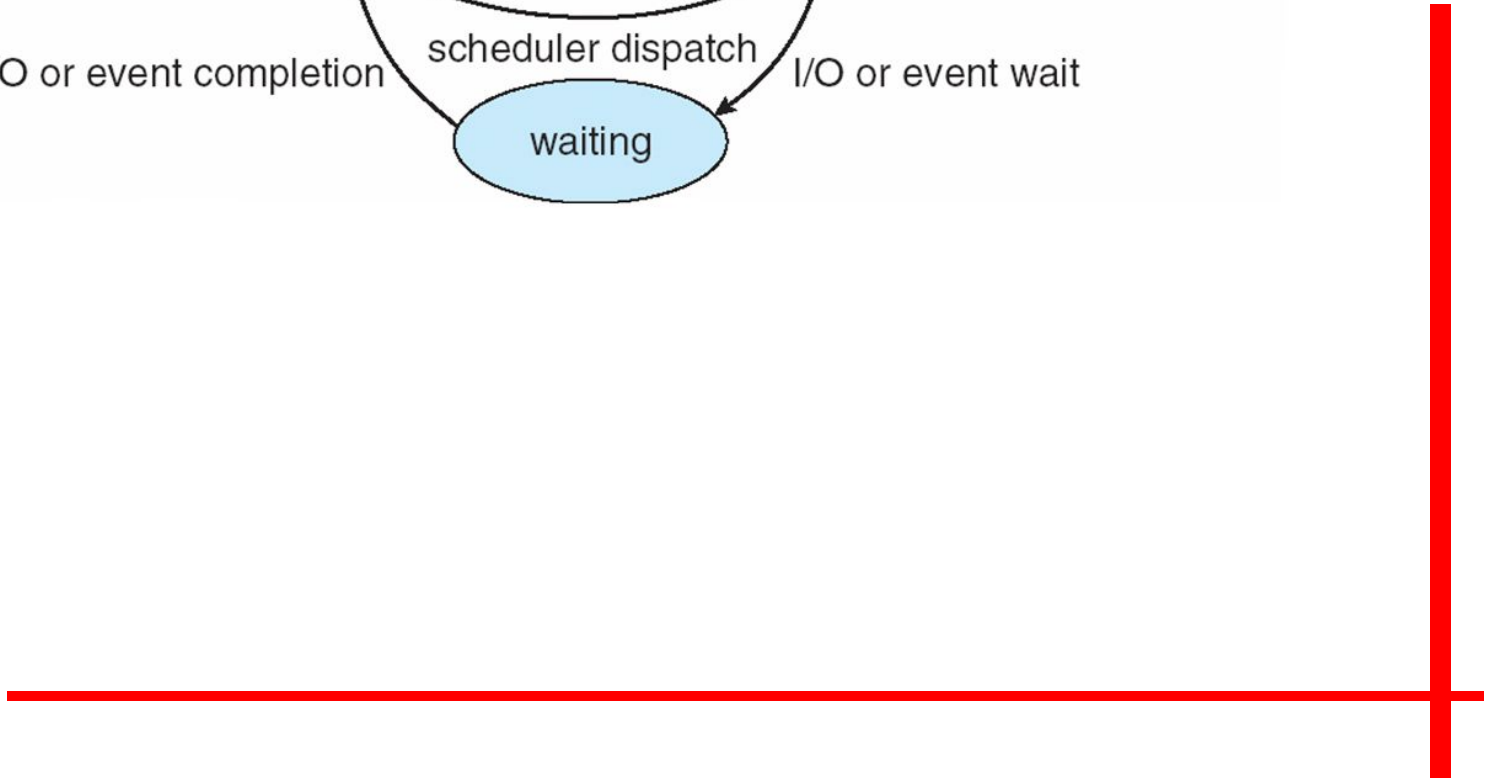 scheduler dispatch
O or event completion
I/O or event wait
waiting